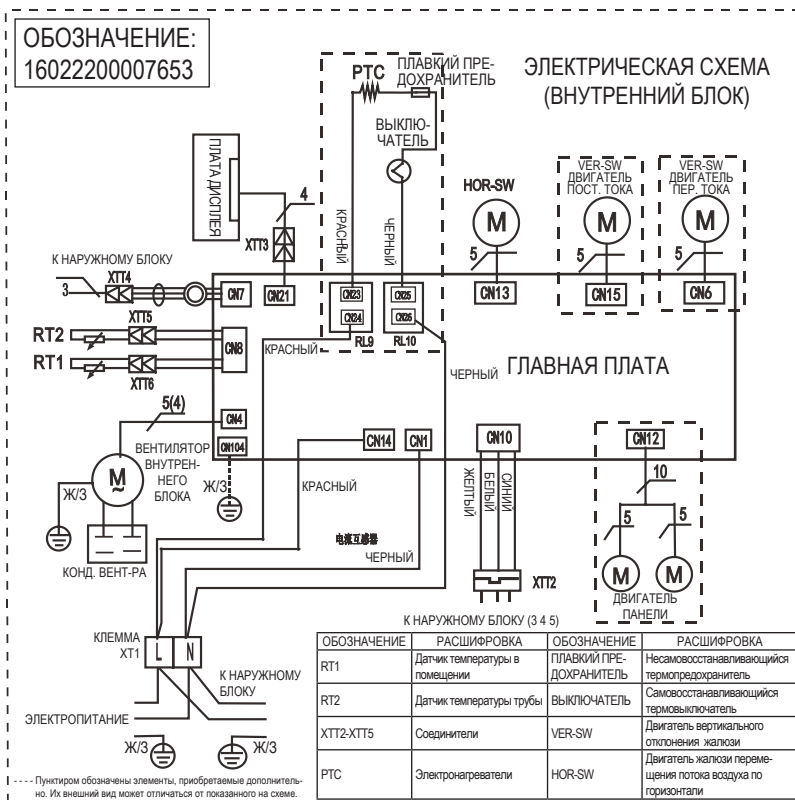 ОБОЗНАЧЕНИЕ:
16022200007653
ЭЛЕКТРИЧЕСКАЯ СХЕМА
(ВНУТРЕННИЙ БЛОК)
PTC
ПЛАВКИЙ ПРЕ-
ДОХРАНИТЕЛЬ
ВЫКЛЮ-
ЧАТЕЛЬ
КРАСНЫЙ
ЧЕРНЫЙ
ПЛАТА ДИСПЛЕЯ
4
XTT3
HOR-SW
M
5
VER-SW
ДВИГАТЕЛЬ
ПОСТ. ТОКА
M
5
VER-SW
ДВИГАТЕЛЬ
ПЕР. ТОКА
M
5
К НАРУЖНОМУ БЛОКУ
XTT4
3
CN7
CN21
CN23
CN24
RL9
CN25
CN26
RL10
CN13
CN15
CN6
XTT5
RT2
RT1
XTT6
CN8
КРАСНЫЙ
ЧЕРНЫЙ
ГЛАВНАЯ ПЛАТА
5(4)
CN4
CN104
CN14
CN1
CN10
CN12
ВЕНТИЛЯТОР
ВНУТРЕН-
НЕГО
БЛОКА
M
~
Ж/З
Ж/З
КОНД. ВЕНТ-РА
КРАСНЫЙ
电流互感器
ЧЕРНЫЙ
ЖЕЛТЫЙ
БЕЛЫЙ
СИНИЙ
XTT2
К НАРУЖНОМУ БЛОКУ (3 4 5)
10
5
5
M
M
ДВИГАТЕЛЬ
ПАНЕЛИ
КЛЕММА
XT1
L
N
К НАРУЖНОМУ
БЛОКУ
ЭЛЕКТРОПИТАНИЕ
Ж/З
Ж/З
ОБОЗНАЧЕНИЕ РАСШИФРОВКА ОБОЗНАЧЕНИЕ РАСШИФРОВКА
RT1
Датчик температуры в
помещении
ПЛАВКИЙ ПРЕ-
ДОХРАНИТЕЛЬ
Несамовосстанавливающийся
термопредохранитель
RT2
Датчик температуры трубы
ВЫКЛЮЧАТЕЛЬ
Самовосстанавливающийся
термовыключатель
XTT2-XTT5
Соединители
VER-SW
Двигатель вертикального
отклонения жалюзи
PTC
Электронагреватели
HOR-SW
Двигатель жалюзи переме-
щения потока воздуха по
горизонтали
- - - - Пунктиром обозначены элементы, приобретаемые дополнитель-
но. Их внешний вид может отличаться от показанного на схеме.